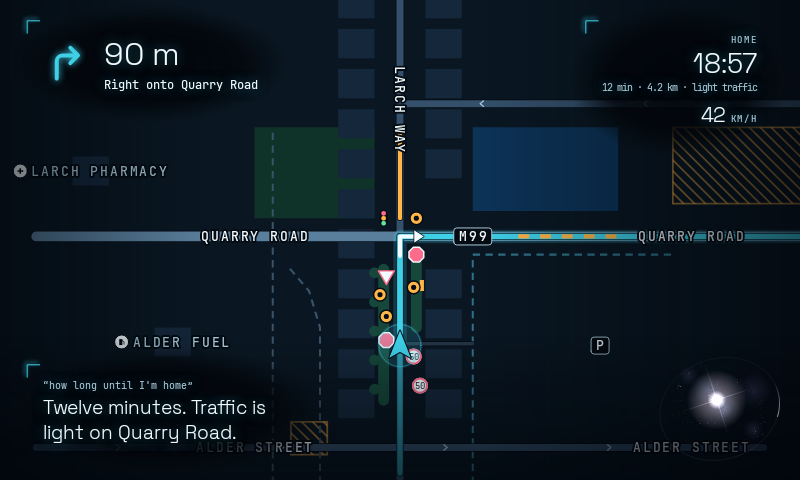 90 m
Right onto Quarry Road
HOME
18:57
12 min · 4.2 km · light traffic
42 KM/H
LARCH WAY
LARCH PHARMACY
QUARRY ROAD
M99
QUARRY ROAD
ALDER FUEL
P
50
50
“how long until I'm home”
Twelve minutes. Traffic is
light on Quarry Road.
ALDER STREET
ALDER STREET